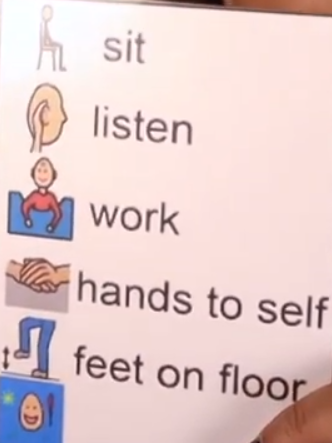 sit
listen
work
hands to self
feet on floor